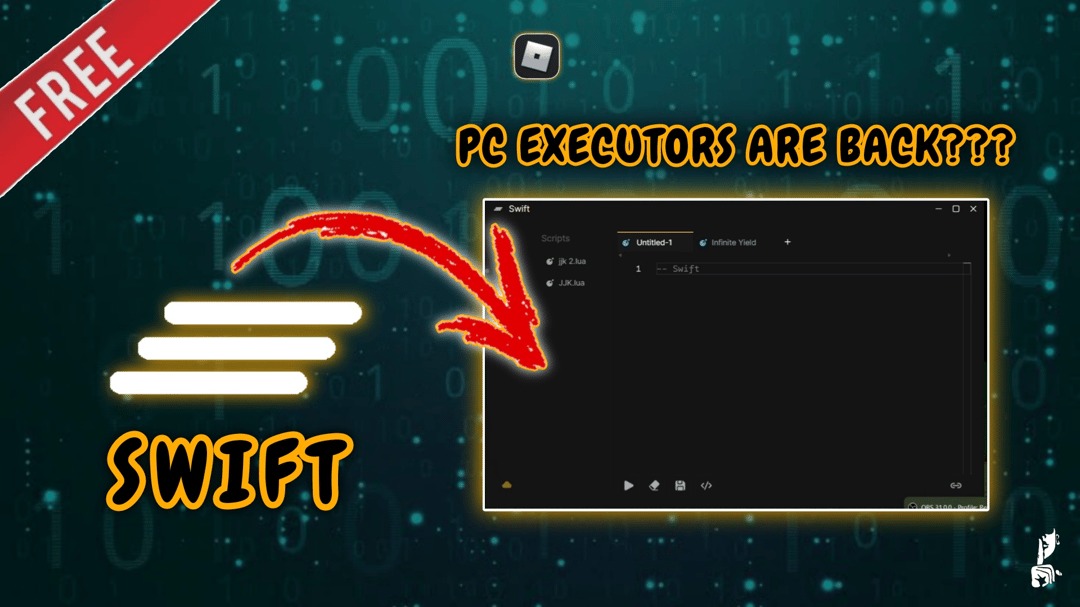 FREE
PC EXECUTORS ARE BACK???
Swift
Scripts
Untitled-1
Infinite Yield
+
jjk 2.lua
JJK.lua
1
-- Swift
SWIFT